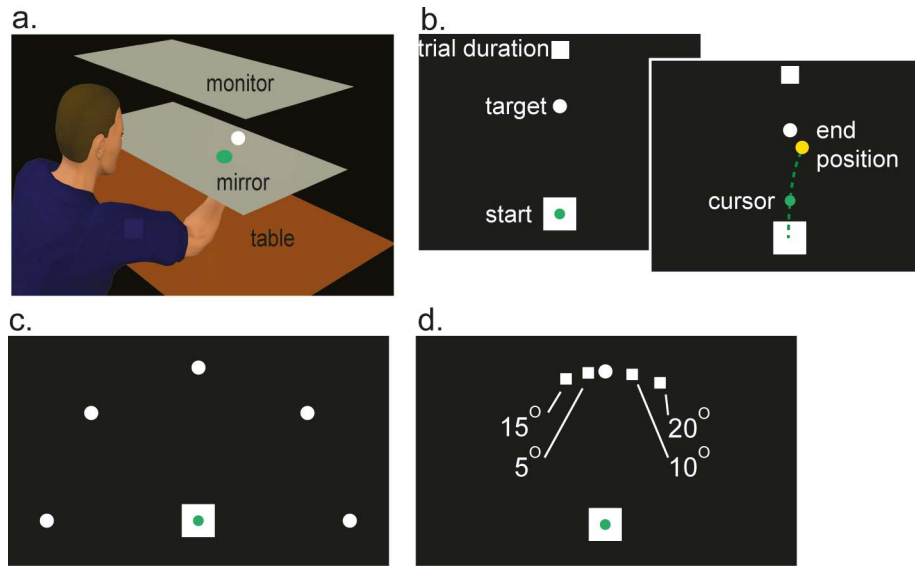 a.
monitor
mirror
table
b.
trial duration
target
start
end
position
cursor
c.
d.
15°
5°
20°
10°